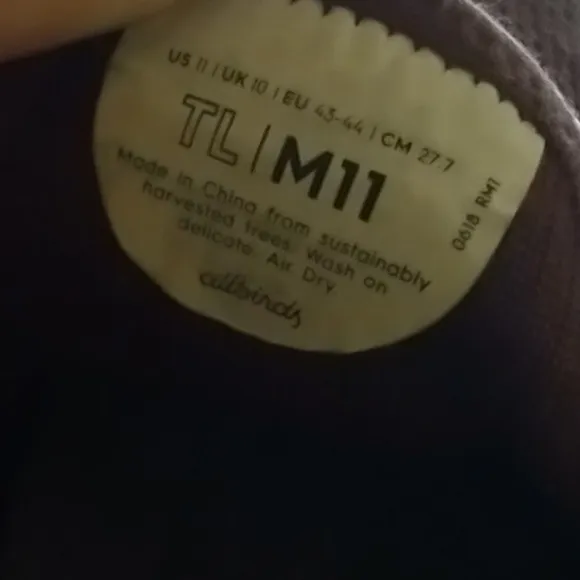 US 11 | UK 10 | EU 43-44 | CM 27.7
TL | M11
Made in China from sustainably
harvested trees. Wash on
delicate. Air Dry
allbirds
0618 RM1